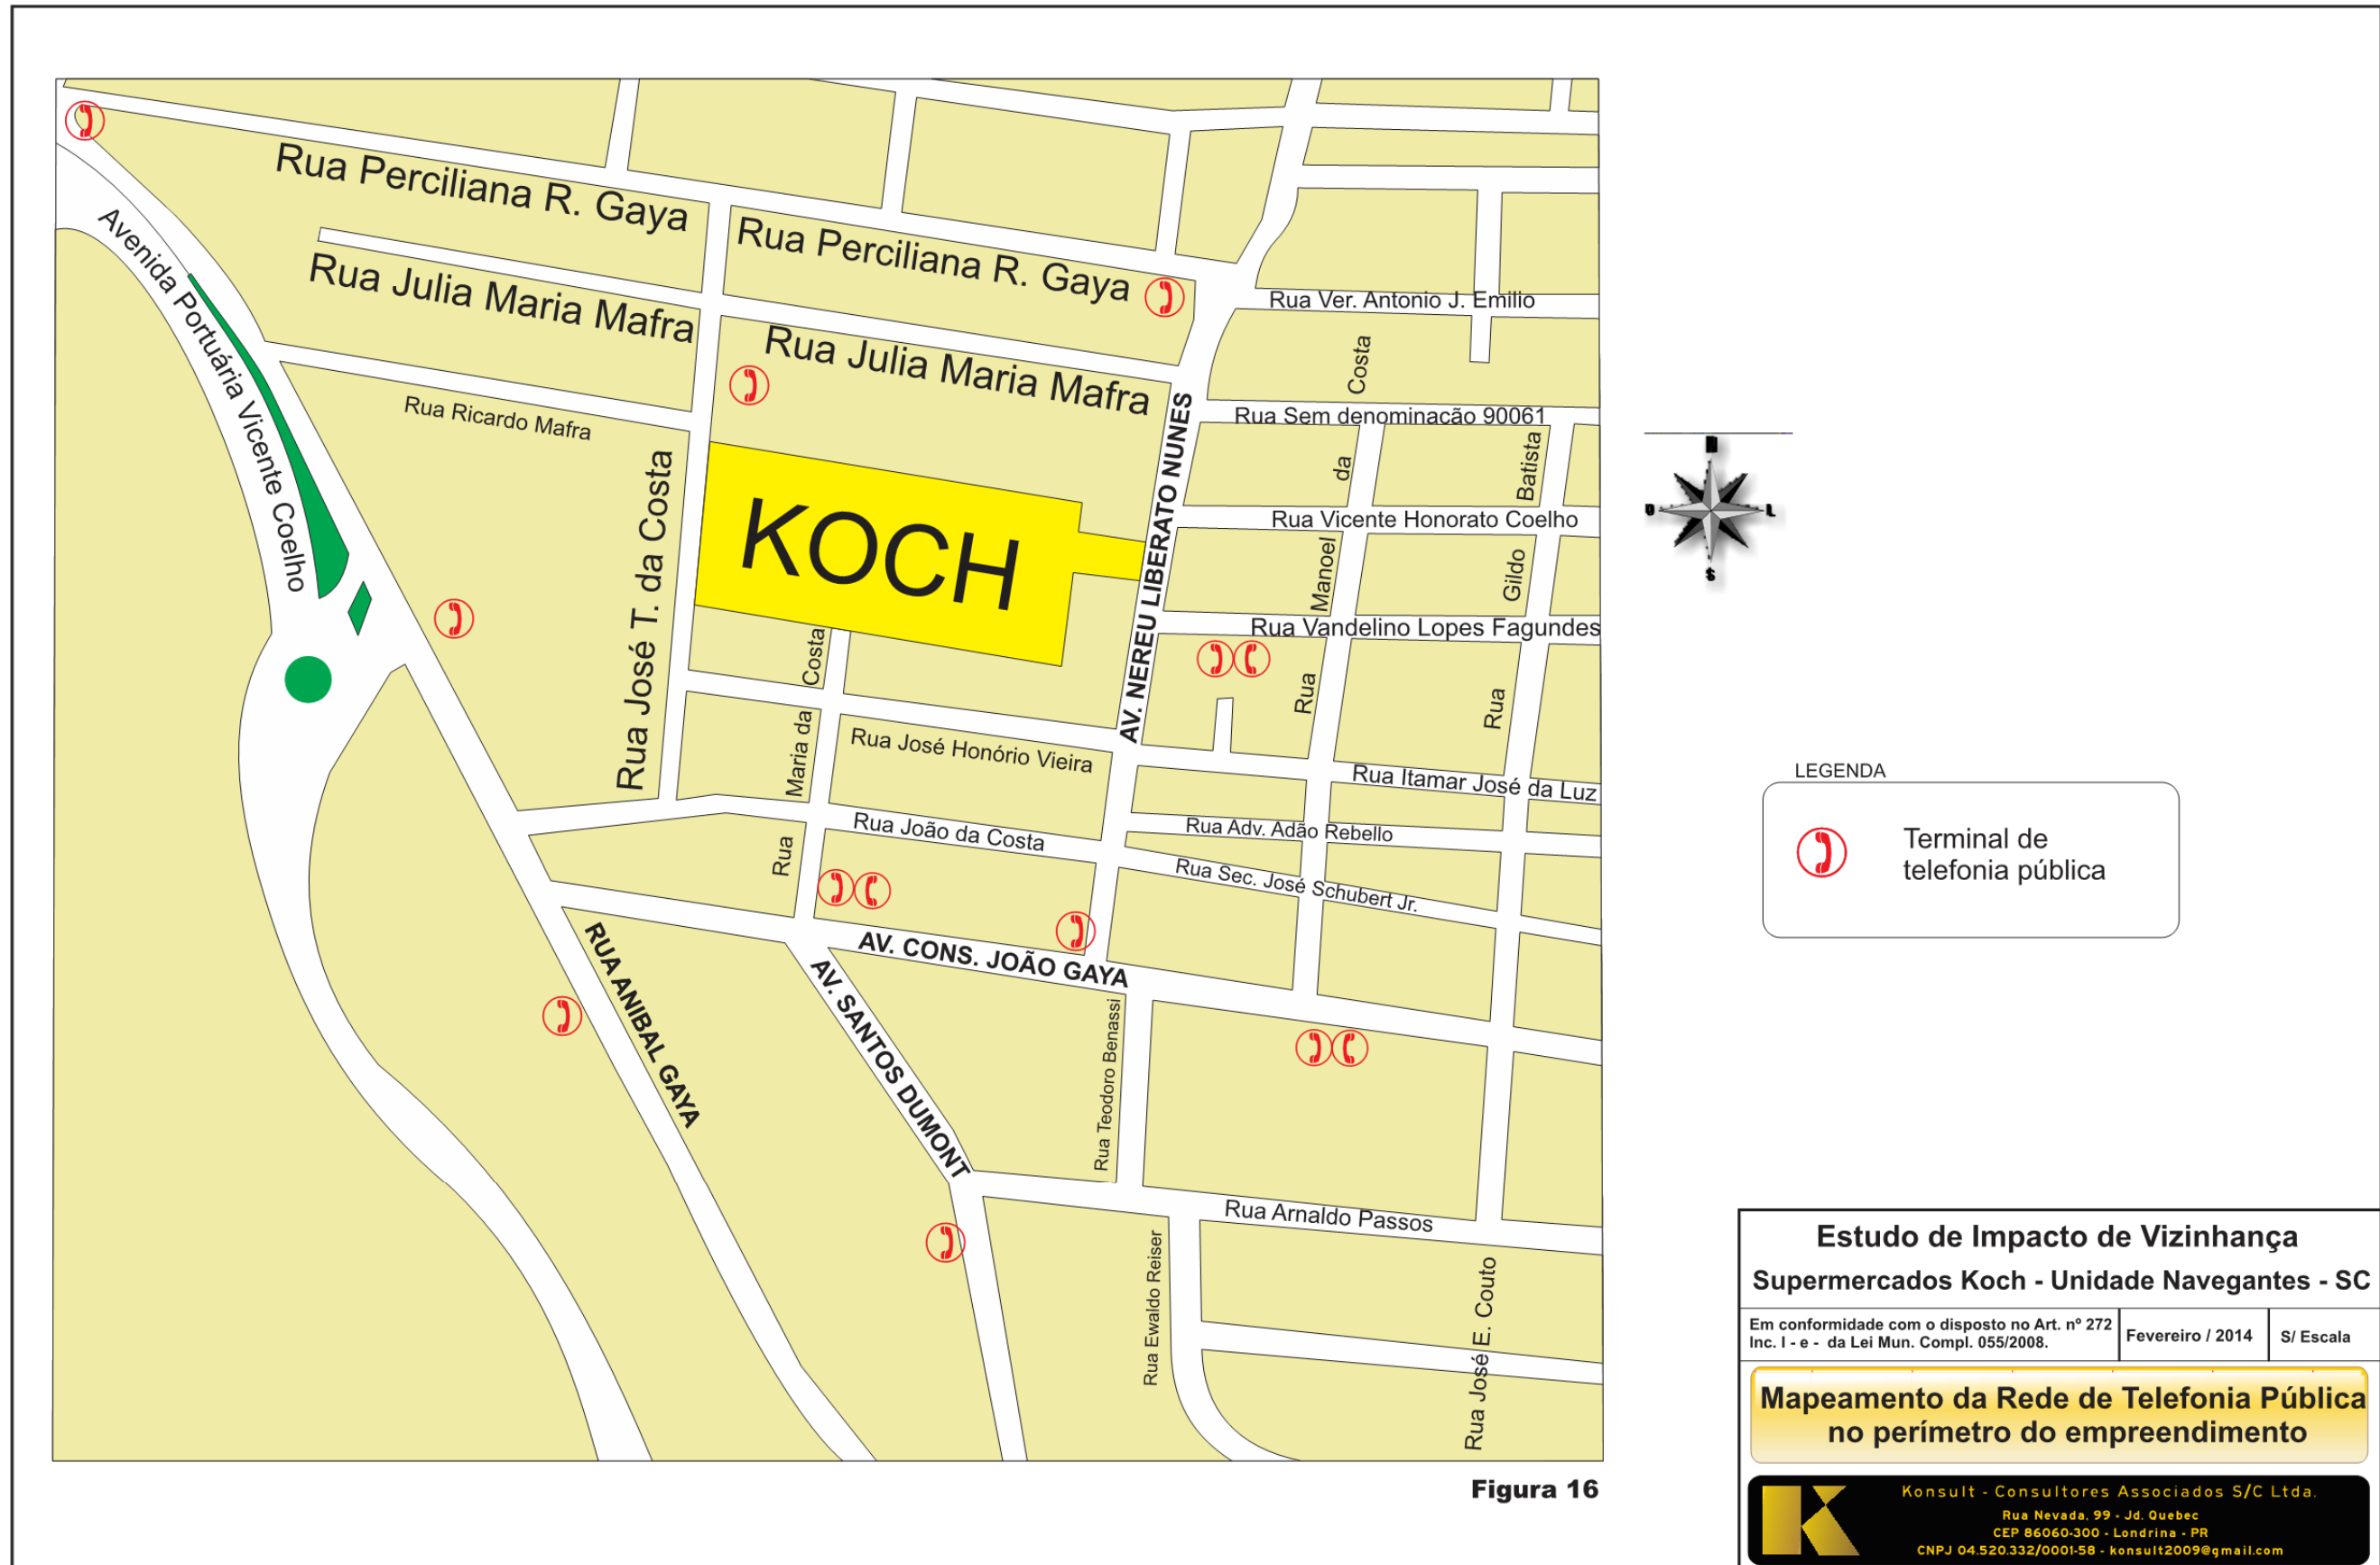 Rua Perciliana R. Gaya
Rua Perciliana R. Gaya
Avenida Portuária Vicente Coelho
Rua Julia Maria Mafra
Rua Julia Maria Mafra
Rua Ver. Antonio J. Emilio
Rua Ricardo Mafra
Rua Sem denominacão 90061
Rua José T. da Costa
KOCH
AV. NEREU LIBERATO NUNES
Rua Manoel da Costa
Rua Gildo Batista
Rua Vicente Honorato Coelho
Rua Vandelino Lopes Fagundes
Rua Maria da Costa
Rua José Honório Vieira
Rua Itamar José da Luz
Rua João da Costa
Rua Adv. Adão Rebello
Rua Sec. José Schubert Jr.
AV. CONS. JOÃO GAYA
RUA ANIBAL GAYA
AV. SANTOS DUMONT
Rua Teodoro Benassi
Rua Arnaldo Passos
Rua Ewaldo Reiser
Rua José E. Couto
Figura 16
N
O
L
S
LEGENDA
Terminal de
telefonia pública
Estudo de Impacto de Vizinhança
Supermercados Koch - Unidade Navegantes - SC
Em conformidade com o disposto no Art. nº 272
Inc. I - e - da Lei Mun. Compl. 055/2008.
Fevereiro / 2014
S/ Escala
Mapeamento da Rede de Telefonia Pública
no perímetro do empreendimento
K
Konsult - Consultores Associados S/C Ltda.
Rua Nevada, 99 - Jd. Quebec
CEP 86060-300 - Londrina - PR
CNPJ 04.520.332/0001-58 - konsult2009@gmail.com